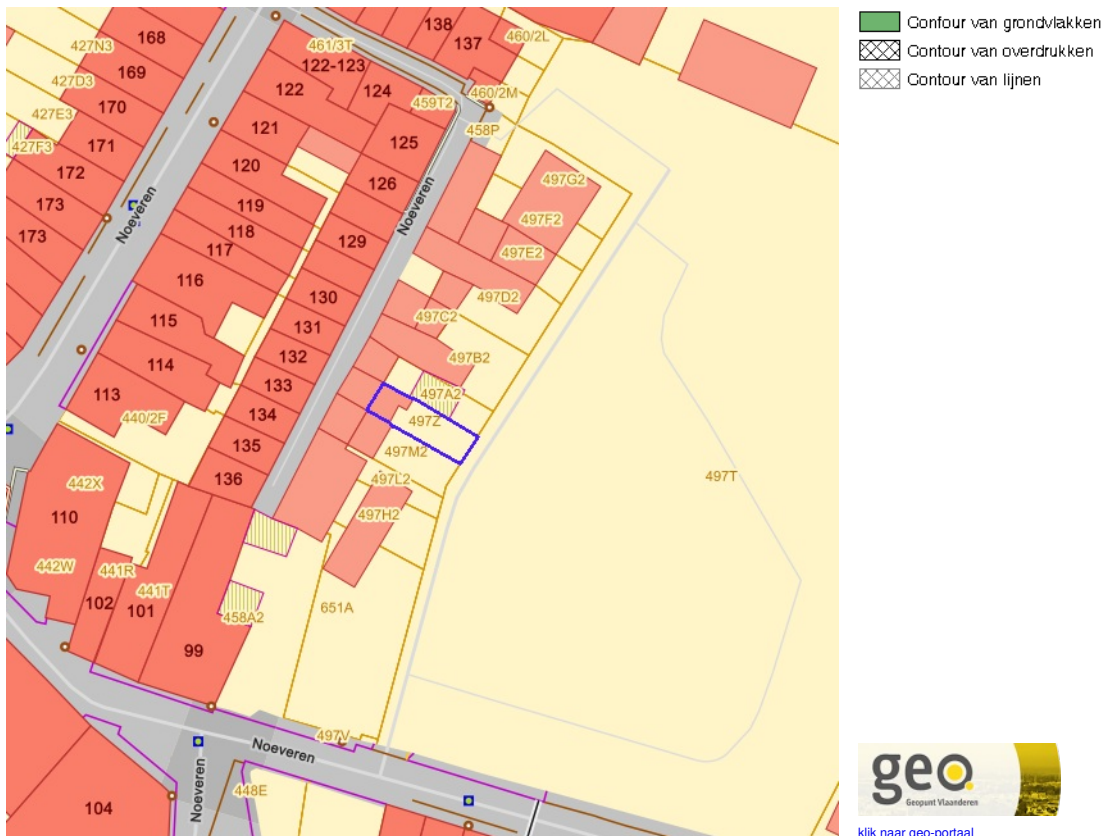 138
137
460/2L
168
427N3
461/3T
169
122-123
427D3
122
124
460/2M
170
459T2
427E3
121
125
458P
171
427F3
120
172
126
497G2
173
119
Noeveren
Noeveren
497F2
118
129
173
117
497E2
116
130
497D2
115
131
497C2
114
132
497B2
113
133
497A2
440/2F
134
497Z
135
497M2
136
497L2
497T
442X
110
497H2
442W
441R
102
441T
101
458A2
651A
99
497V
Noeveren
Noeveren
448E
104
Contour van grondvlakken
Contour van overdrukken
Contour van lijnen
geo
Geopunt Vlaanderen
klik naar geo-portaal